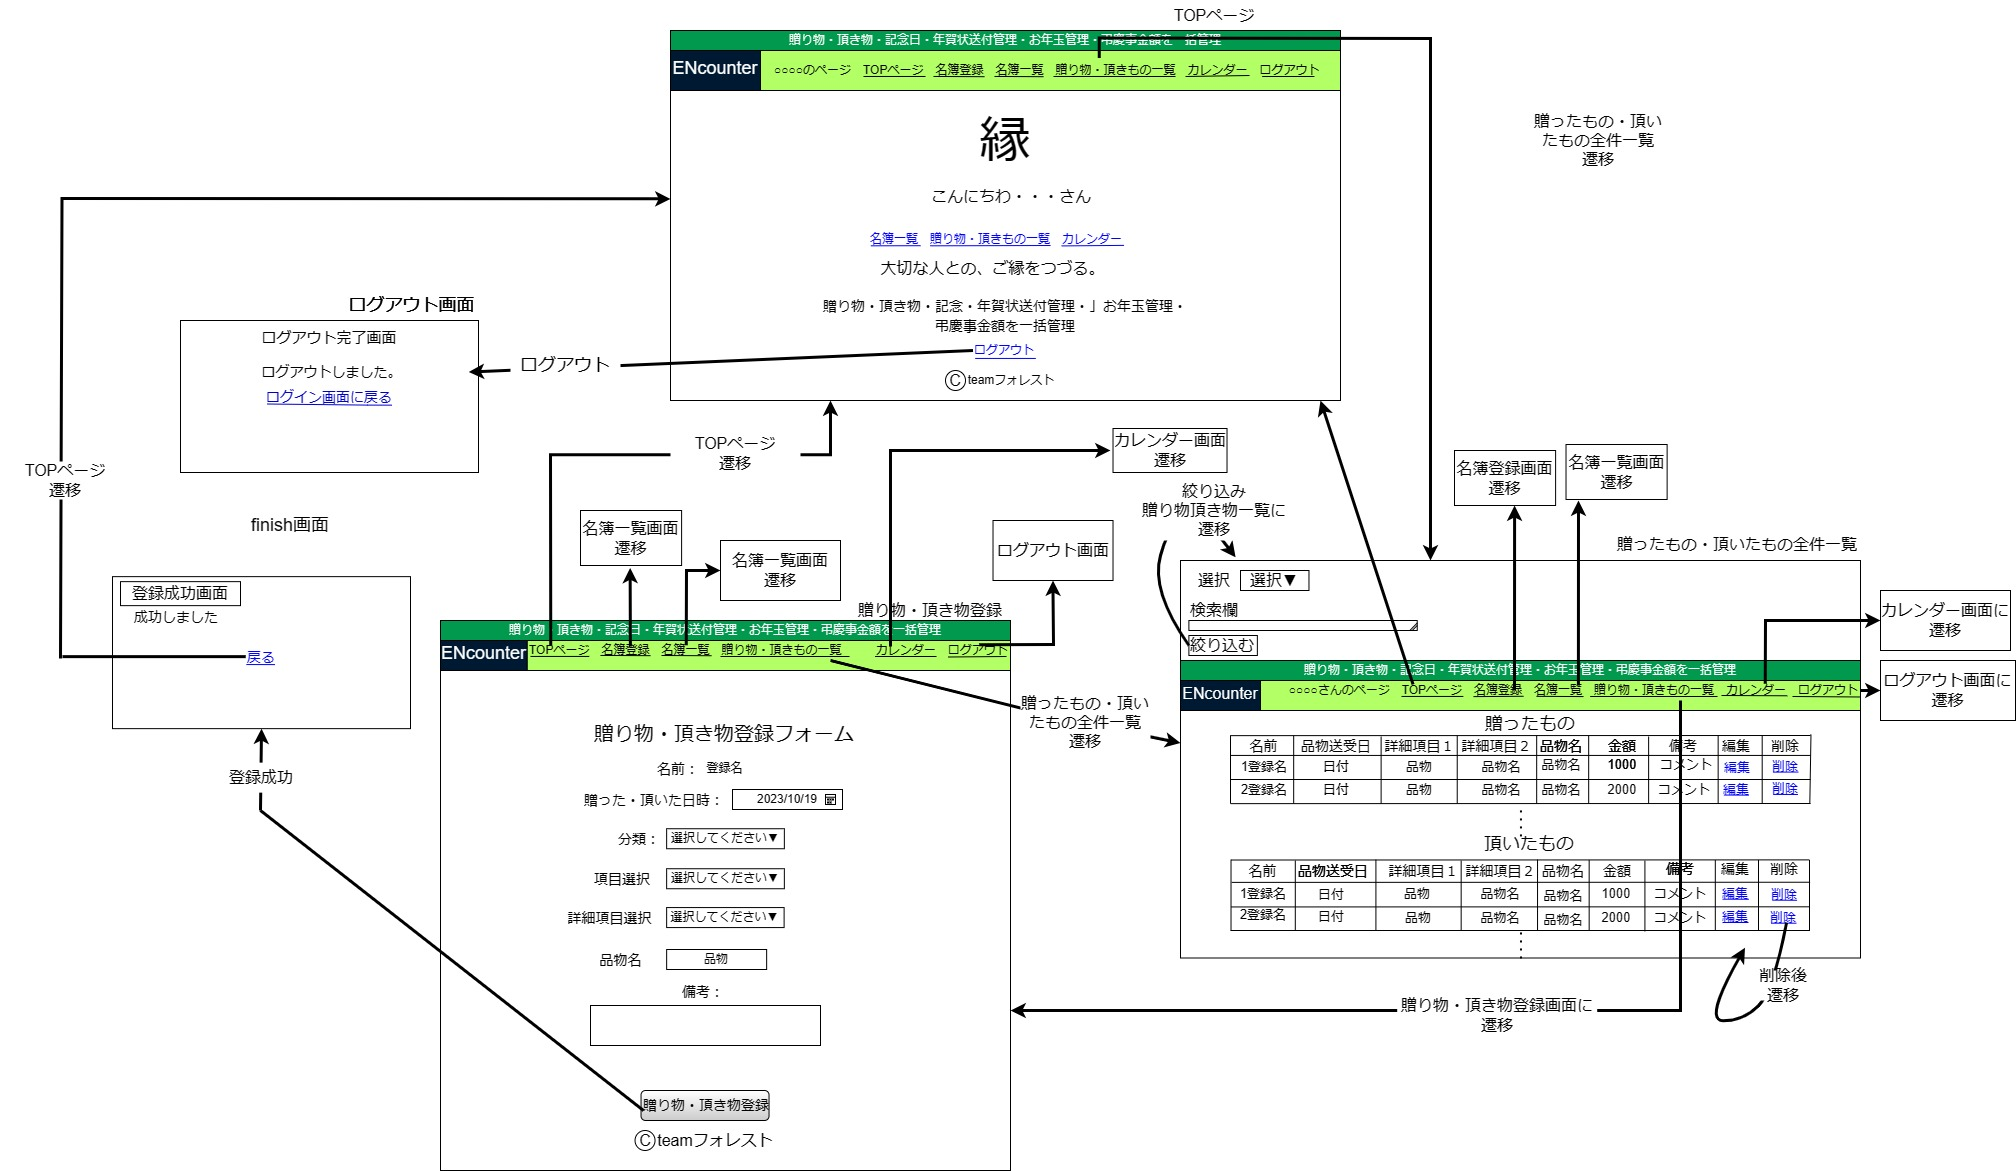 TOPページ
贈り物・頂き物・記念日・年賀状送付管理・お年玉管理・弔慶事金額を一括管理
ENcounter
○○○○のページ TOPページ 名簿登録 名簿一覧 贈り物・頂きもの一覧 カレンダー ログアウト
縁
こんにちわ・・・さん
名簿一覧 贈り物・頂きもの一覧 カレンダー
大切な人との、ご縁をつづる。
贈り物・頂き物・記念・年賀状送付管理・」お年玉管理・
弔慶事金額を一括管理
ログアウト
Ⓒteamフォレスト
贈ったもの・頂い
たもの全件一覧
遷移
ログアウト画面
ログアウト完了画面
ログアウトしました。
ログイン画面に戻る
ログアウト
TOPページ
遷移
TOPページ
遷移
finish画面
登録成功画面
成功しました
戻る
登録成功
名簿一覧画面
遷移
名簿一覧画面
遷移
カレンダー画面
遷移
ログアウト画面
贈り物・頂き物登録
贈り物・頂き物・記念日・年賀状送付管理・お年玉管理・弔慶事金額を一括管理
ENcounter
TOPページ 名簿登録 名簿一覧 贈り物・頂きもの一覧 カレンダー ログアウト
贈り物・頂き物登録フォーム
名前： 登録名
贈った・頂いた日時： 2023/10/19
分類： 選択してください▼
項目選択 選択してください▼
詳細項目選択 選択してください▼
品物名 品物
備考：
贈り物・頂き物登録
Ⓒteamフォレスト
贈ったもの・頂い
たもの全件一覧
遷移
絞り込み
贈り物頂き物一覧に
遷移
名簿登録画面
遷移
名簿一覧画面
遷移
贈ったもの・頂いたもの全件一覧
選択 選択▼
検索欄
絞り込む
カレンダー画面に
遷移
ログアウト画面に
遷移
贈り物・頂き物・記念日・年賀状送付管理・お年玉管理・弔慶事金額を一括管理
ENcounter
○○○○さんのページ TOPページ 名簿登録 名簿一覧 贈り物・頂きもの一覧 カレンダー ログアウト
贈ったもの
名前 品物送受日 詳細項目１ 詳細項目２ 品物名 金額 備考 編集 削除
1登録名 日付 品物 品物名 品物名 1000 コメント 編集 削除
2登録名 日付 品物 品物名 品物名 2000 コメント 編集 削除
頂いたもの
名前 品物送受日 詳細項目１ 詳細項目２ 品物名 金額 備考 編集 削除
1登録名 日付 品物 品物名 品物名 1000 コメント 編集 削除
2登録名 日付 品物 品物名 品物名 2000 コメント 編集 削除
削除後
遷移
贈り物・頂き物登録画面に
遷移